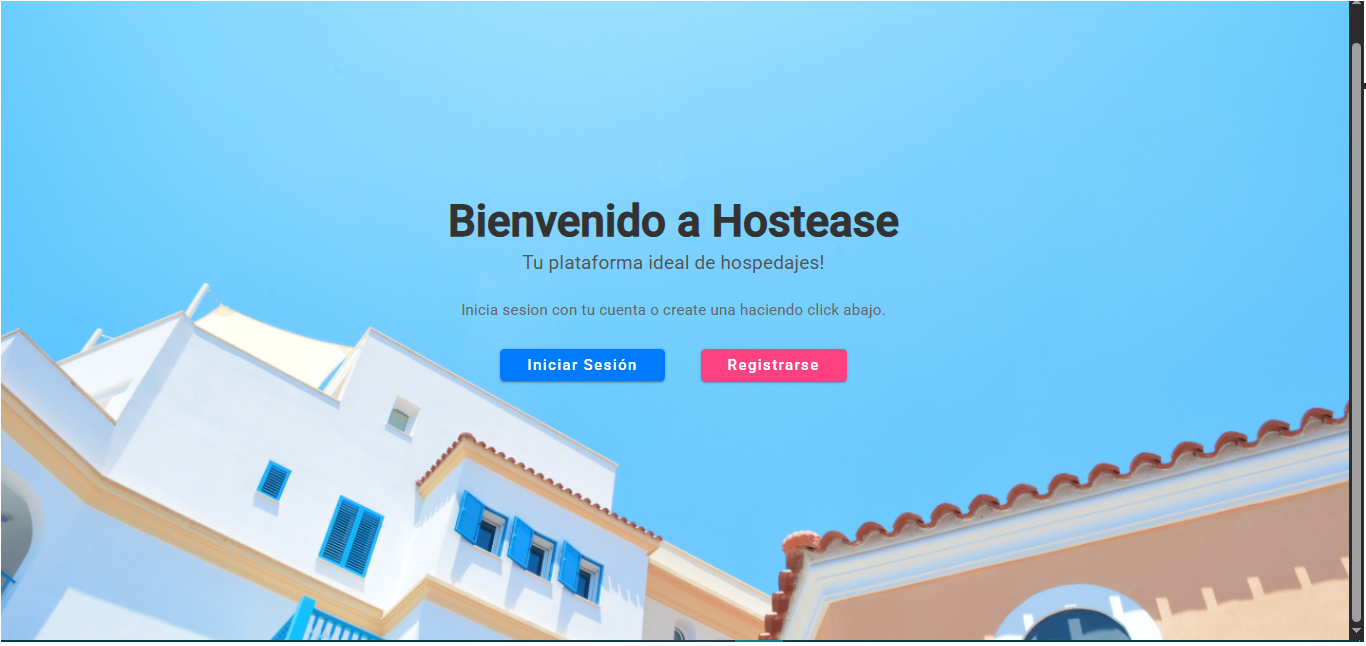 Bienvenido a Hostease
Tu plataforma ideal de hospedajes!
Inicia sesion con tu cuenta o create una haciendo click abajo.
Iniciar Sesión
Registrarse